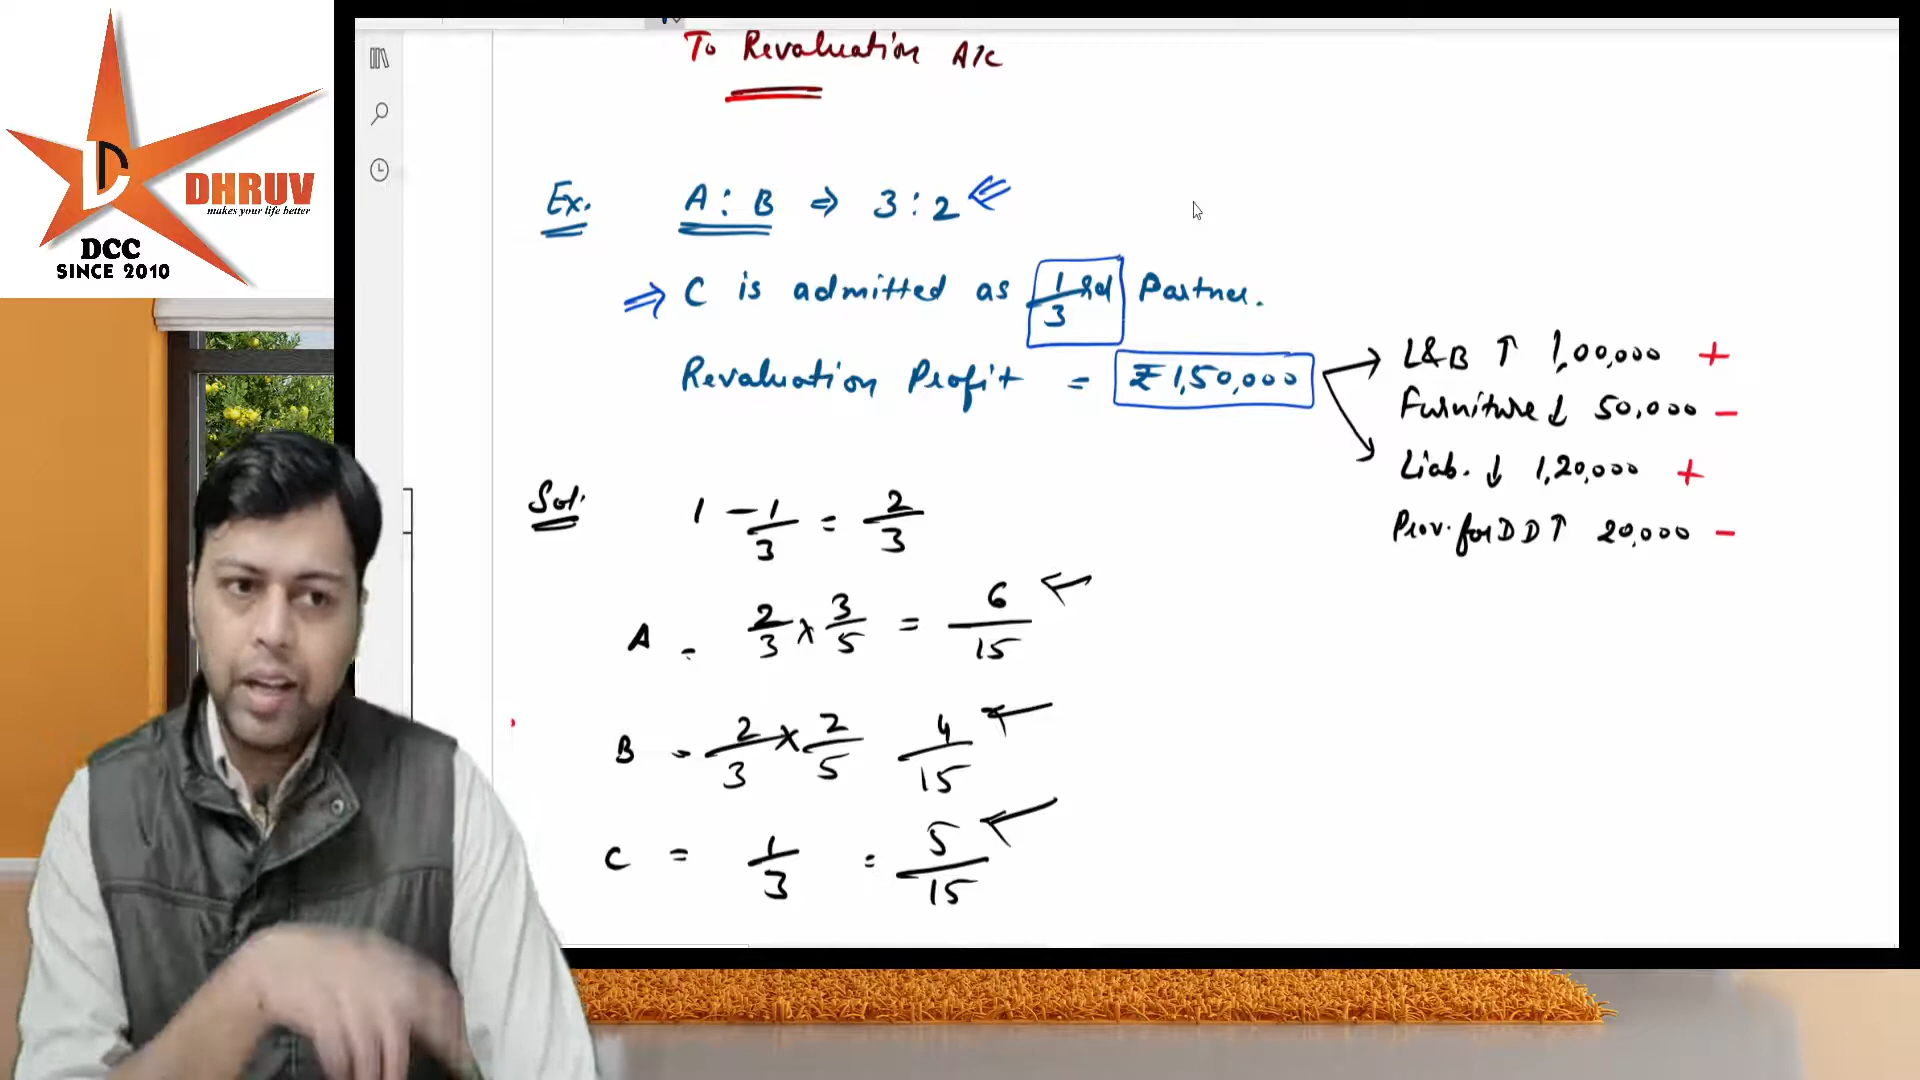 DC
DHRUV
makes your life better
DCC
SINCE 2010
To Revaluation A/c
Ex. A : B ⇒ 3 : 2
⇒ C is admitted as 1/3 rd Partner.
Revaluation Profit = ₹ 1,50,000
L&B ↑ 1,00,000 +
Furniture ↓ 50,000 −
Liab. ↓ 1,20,000 +
Prov. for D D ↑ 20,000 −
Sol. 1 − 1/3 = 2/3
A = 2/3 × 3/5 = 6/15
B = 2/3 × 2/5 4/15
C = 1/3 = 5/15